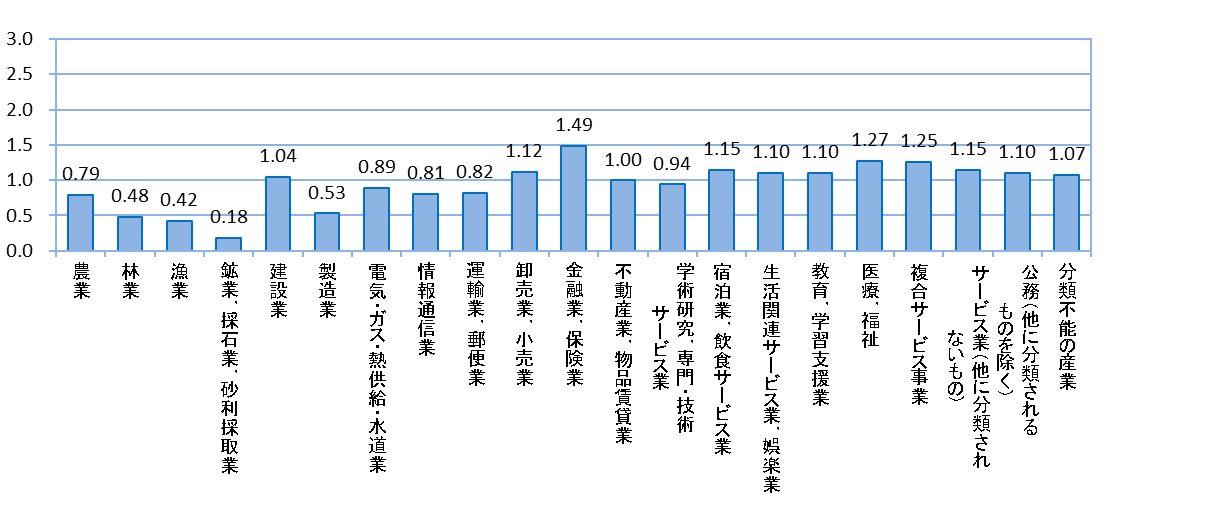 3.0
2.5
2.0
1.5
1.0
0.5
0.0
0.79
0.48
0.42
0.18
1.04
0.53
0.89
0.81
0.82
1.12
1.49
1.00
0.94
1.15
1.10
1.10
1.27
1.25
1.15
1.10
1.07
農業
林業
漁業
鉱業、採石業、砂利採取業
建設業
製造業
電気・ガス・熱供給・水道業
情報通信業
運輸業、郵便業
卸売業、小売業
金融業、保険業
不動産業、物品賃貸業
学術研究、専門・技術
サービス業
宿泊業、飲食サービス業
生活関連サービス業、娯楽業
教育、学習支援業
医療、福祉
複合サービス事業
サービス業（他に分類され
ないもの）
公務（他に分類される
ものを除く）
分類不能の産業